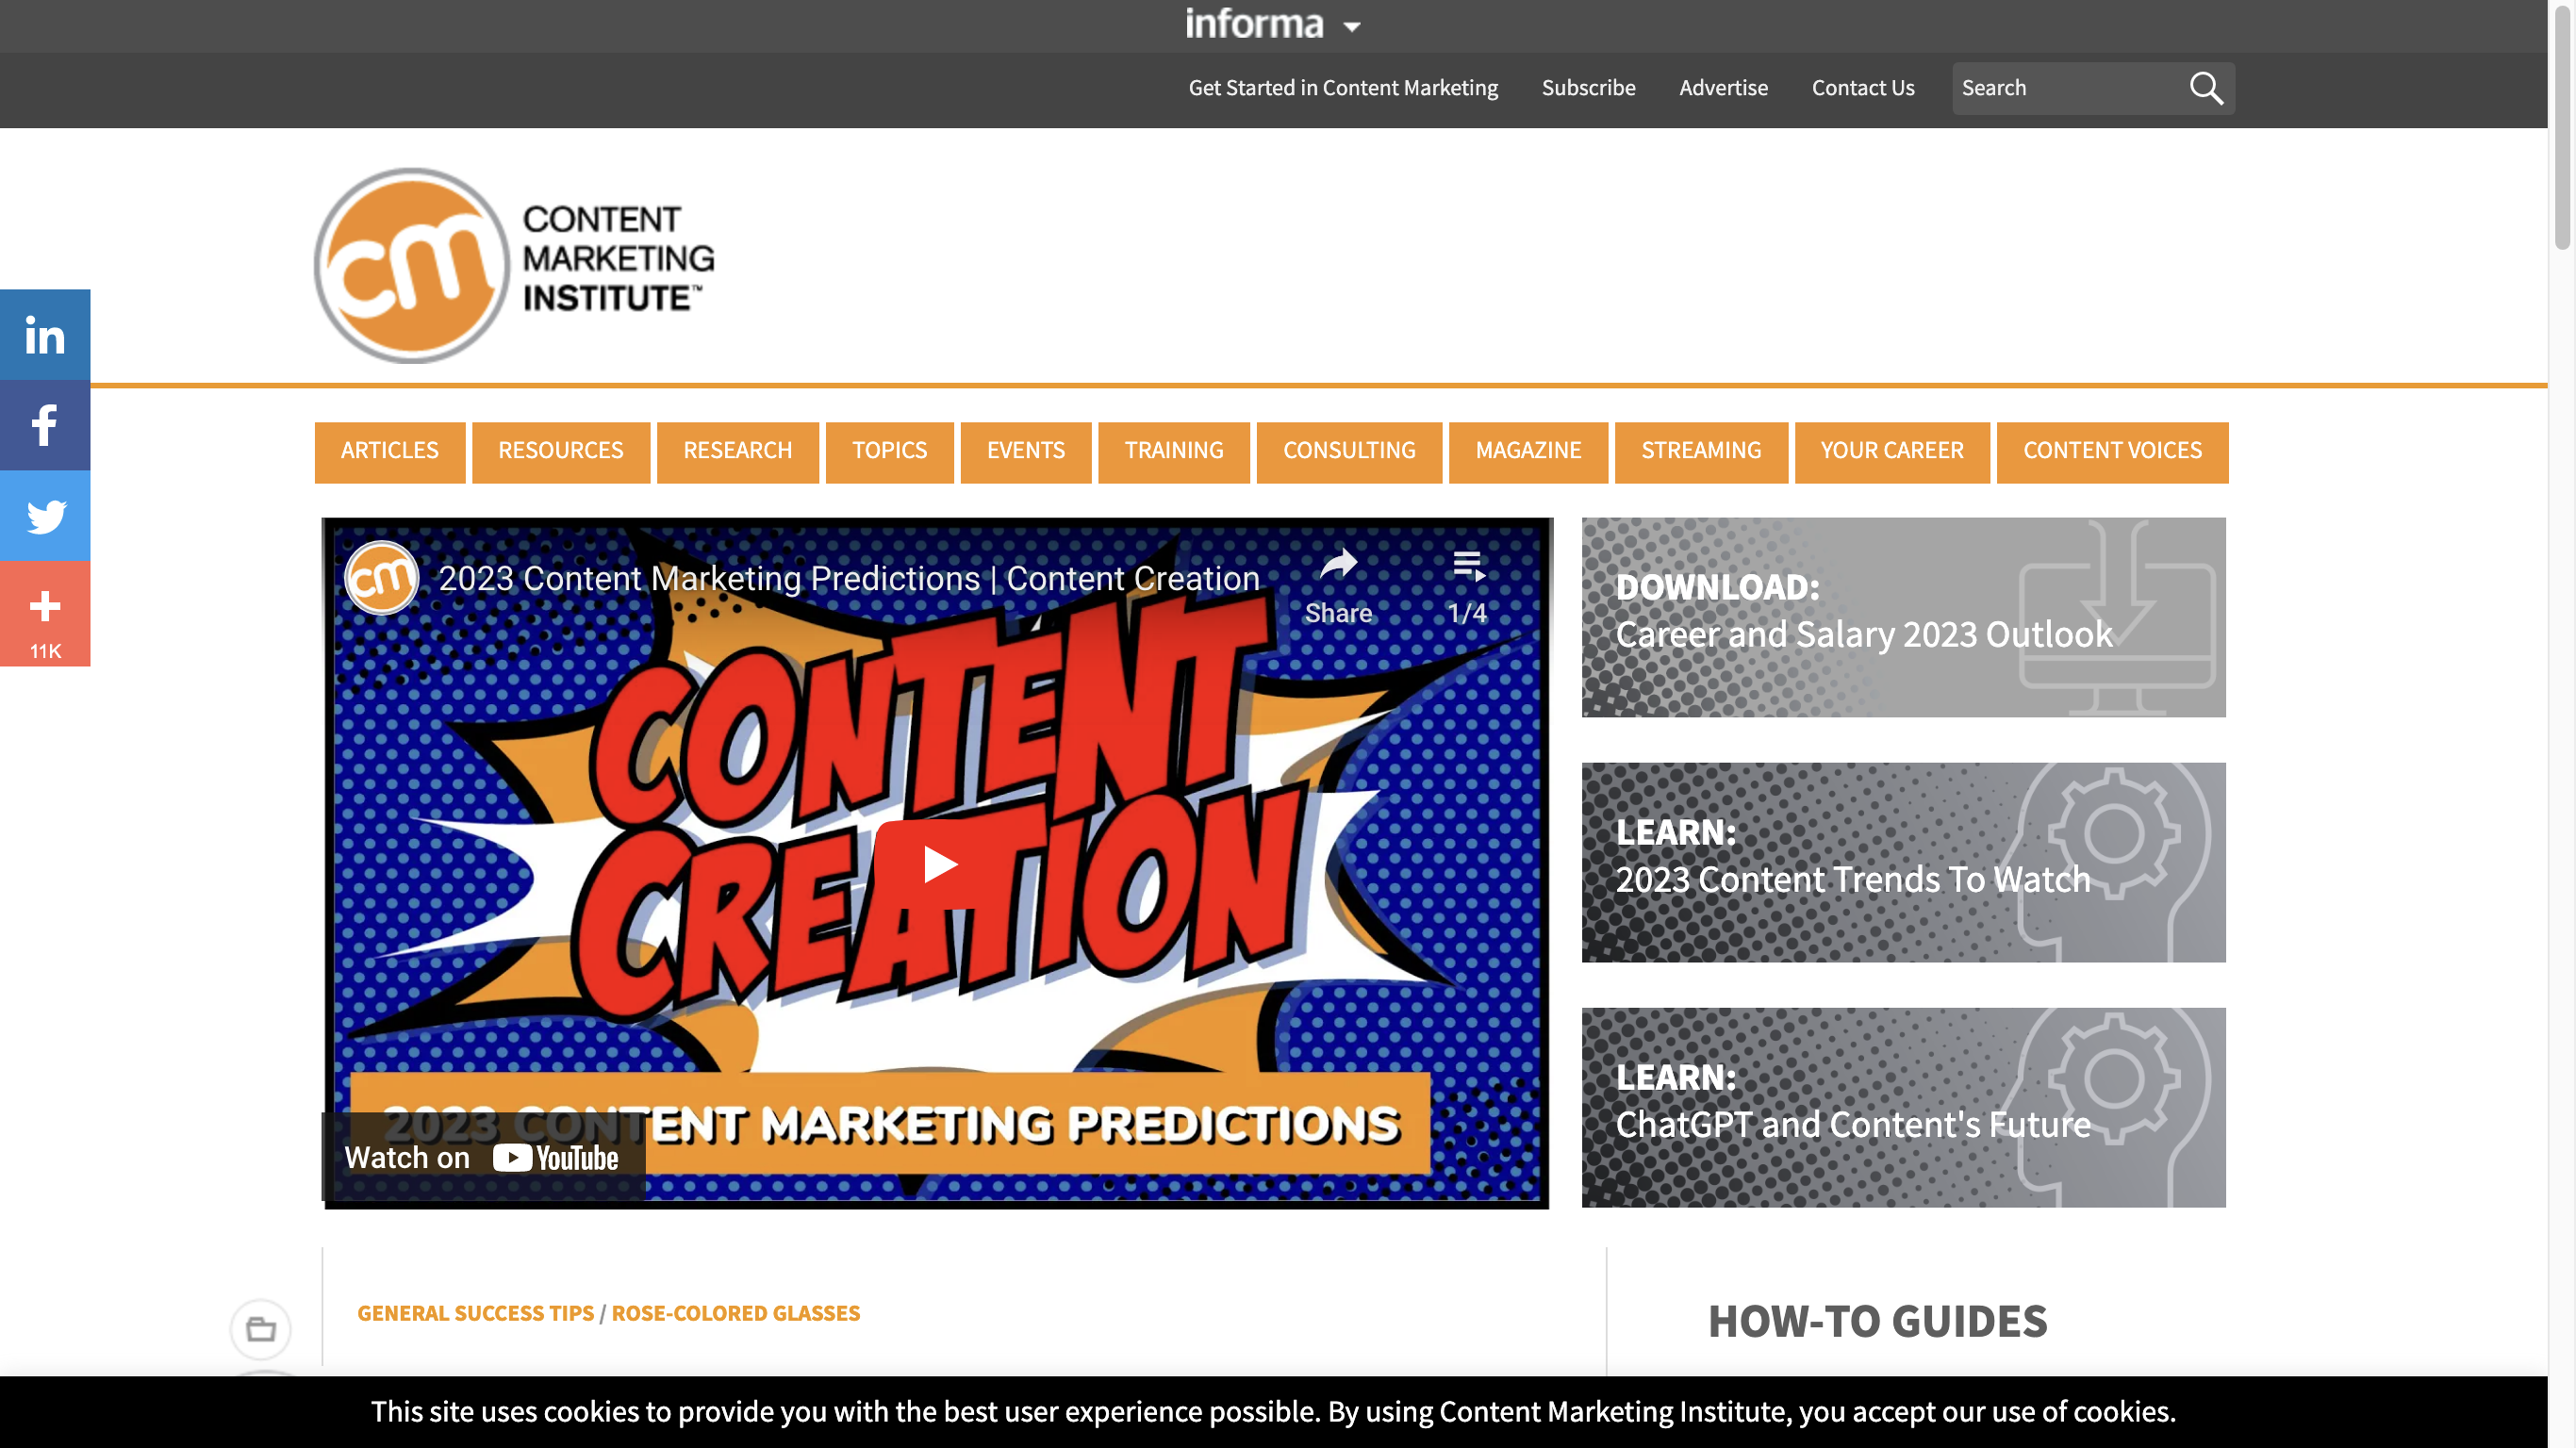 informa
Get Started in Content Marketing
Subscribe
Advertise
Contact Us
Search
cm
CONTENT
MARKETING
INSTITUTE™
in
f
11K
ARTICLES
RESOURCES
RESEARCH
TOPICS
EVENTS
TRAINING
CONSULTING
MAGAZINE
STREAMING
YOUR CAREER
CONTENT VOICES
cm
2023 Content Marketing Predictions | Content Creation
Share
1/4
CONTENT
CREATION
2023 CONTENT MARKETING PREDICTIONS
Watch on YouTube
DOWNLOAD:
Career and Salary 2023 Outlook
LEARN:
2023 Content Trends To Watch
LEARN:
ChatGPT and Content's Future
GENERAL SUCCESS TIPS / ROSE-COLORED GLASSES
HOW-TO GUIDES
This site uses cookies to provide you with the best user experience possible. By using Content Marketing Institute, you accept our use of cookies.